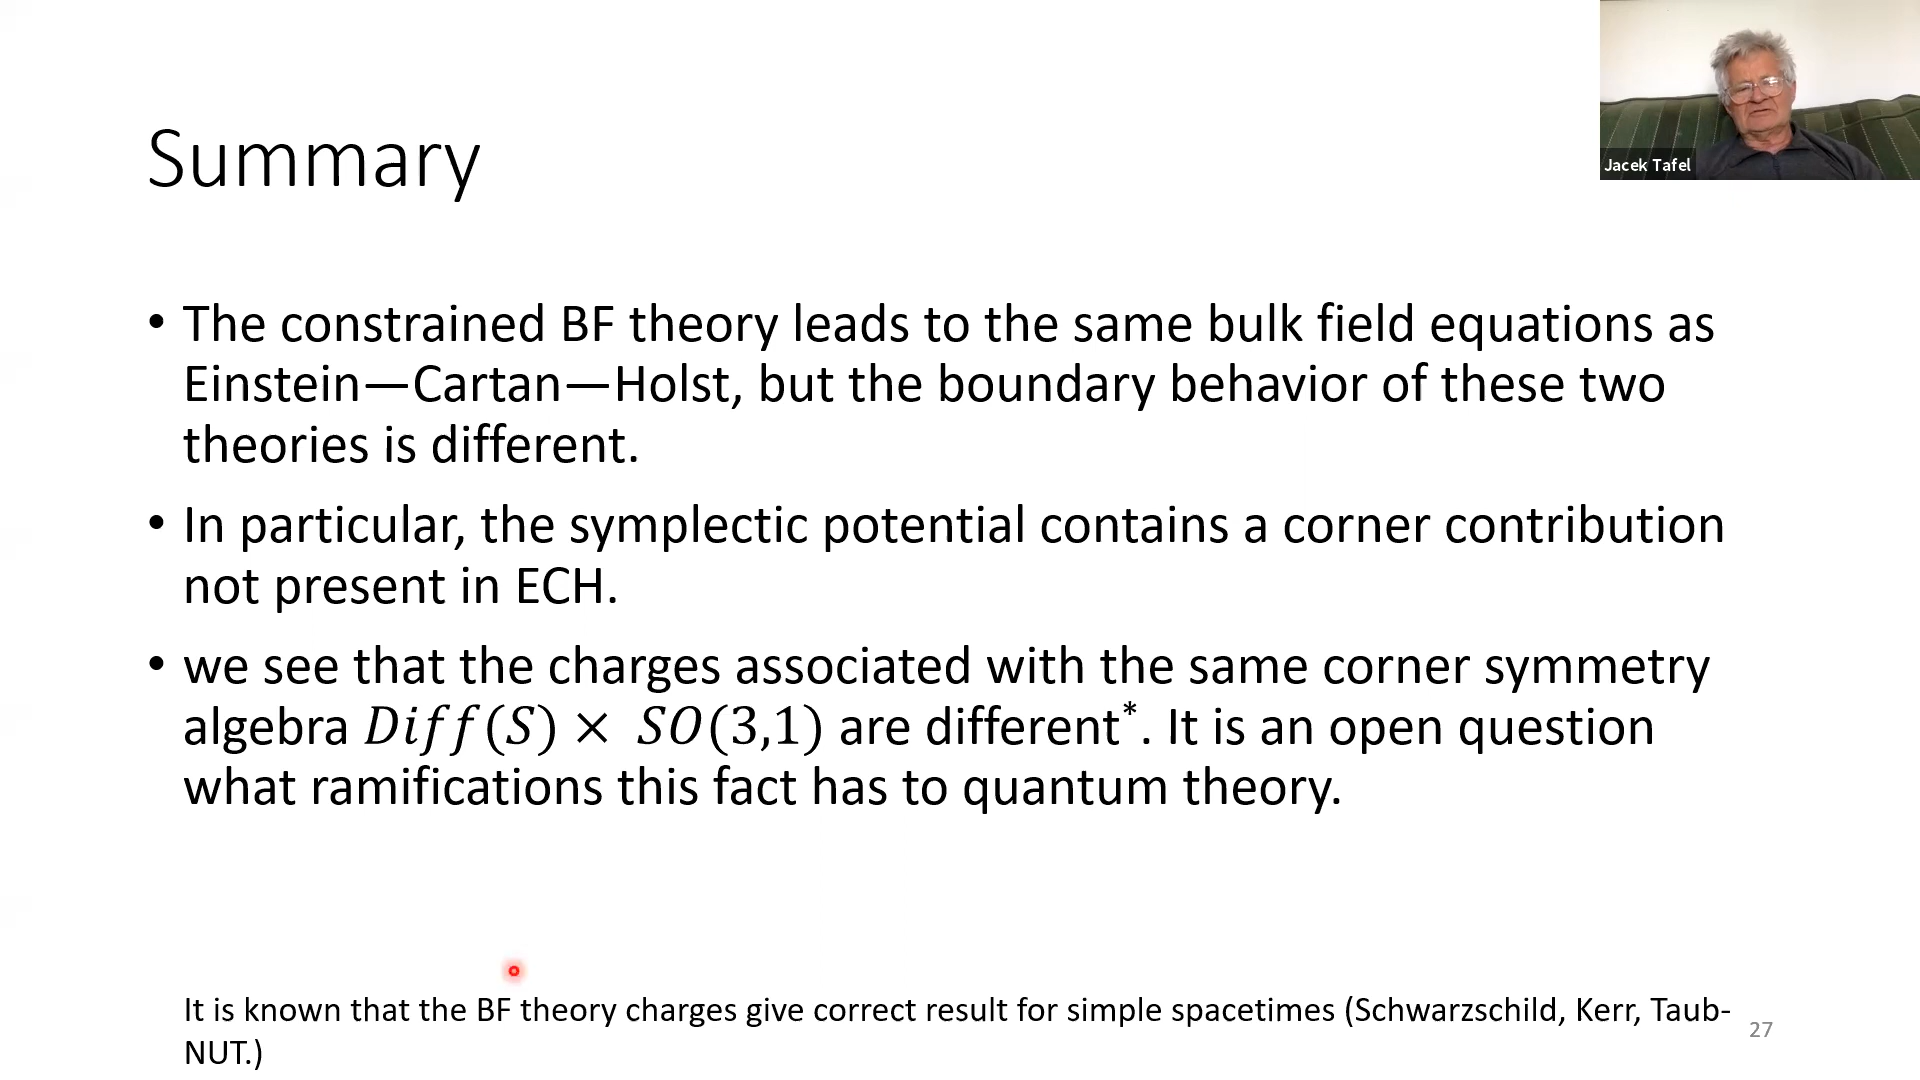 Jacek Tafel
Summary
• The constrained BF theory leads to the same bulk field equations as
Einstein—Cartan—Holst, but the boundary behavior of these two
theories is different.
• In particular, the symplectic potential contains a corner contribution
not present in ECH.
• we see that the charges associated with the same corner symmetry
algebra 𝐷𝑖𝑓𝑓(𝑆) × 𝑆𝑂(3,1) are different*. It is an open question
what ramifications this fact has to quantum theory.
It is known that the BF theory charges give correct result for simple spacetimes (Schwarzschild, Kerr, Taub-
NUT.)
27